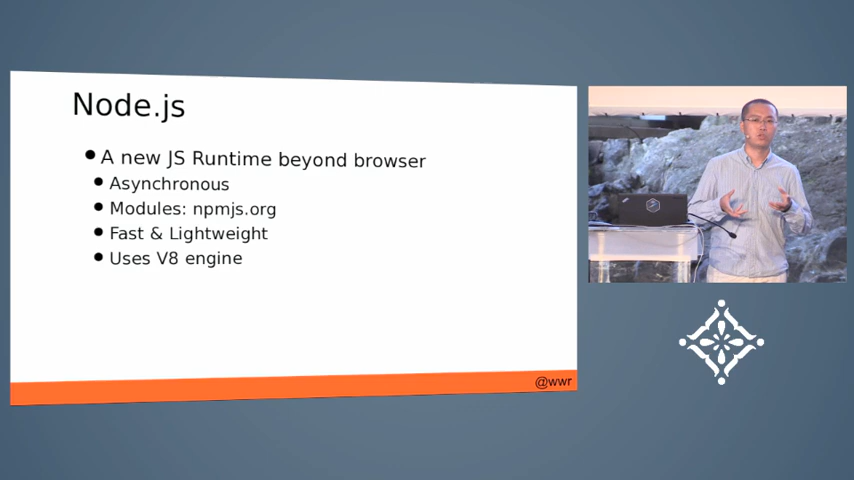 Node.js
A new JS Runtime beyond browser
Asynchronous
Modules: npmjs.org
Fast & Lightweight
Uses V8 engine
@wwr